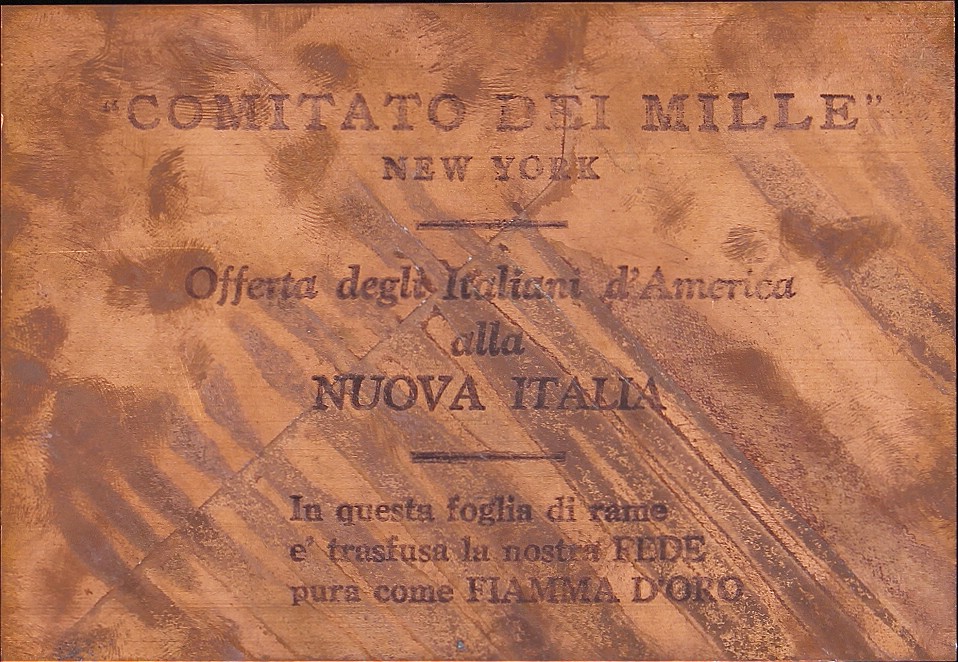 "COMITATO DEI MILLE"
NEW YORK
Offerta degli Italiani d'America
alla
NUOVA ITALIA
In questa foglia di rame
e' trasfusa la nostra FEDE
pura come FIAMMA D'ORO